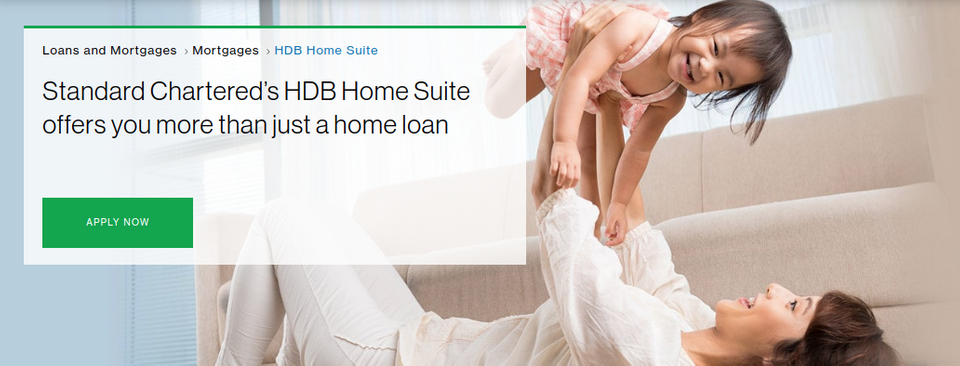 Loans and Mortgages › Mortgages › HDB Home Suite
Standard Chartered's HDB Home Suite
offers you more than just a home loan
APPLY NOW